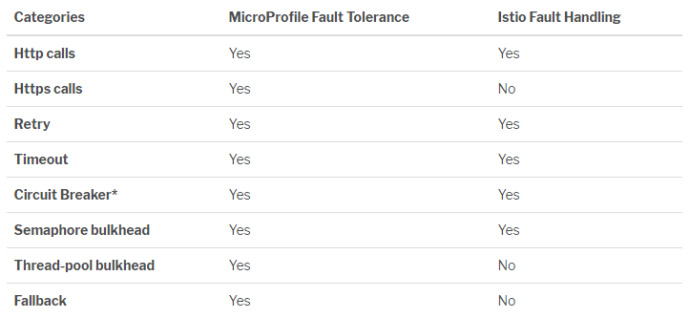 Categories MicroProfile Fault Tolerance Istio Fault Handling
Http calls Yes Yes
Https calls Yes No
Retry Yes Yes
Timeout Yes Yes
Circuit Breaker* Yes Yes
Semaphore bulkhead Yes Yes
Thread-pool bulkhead Yes No
Fallback Yes No